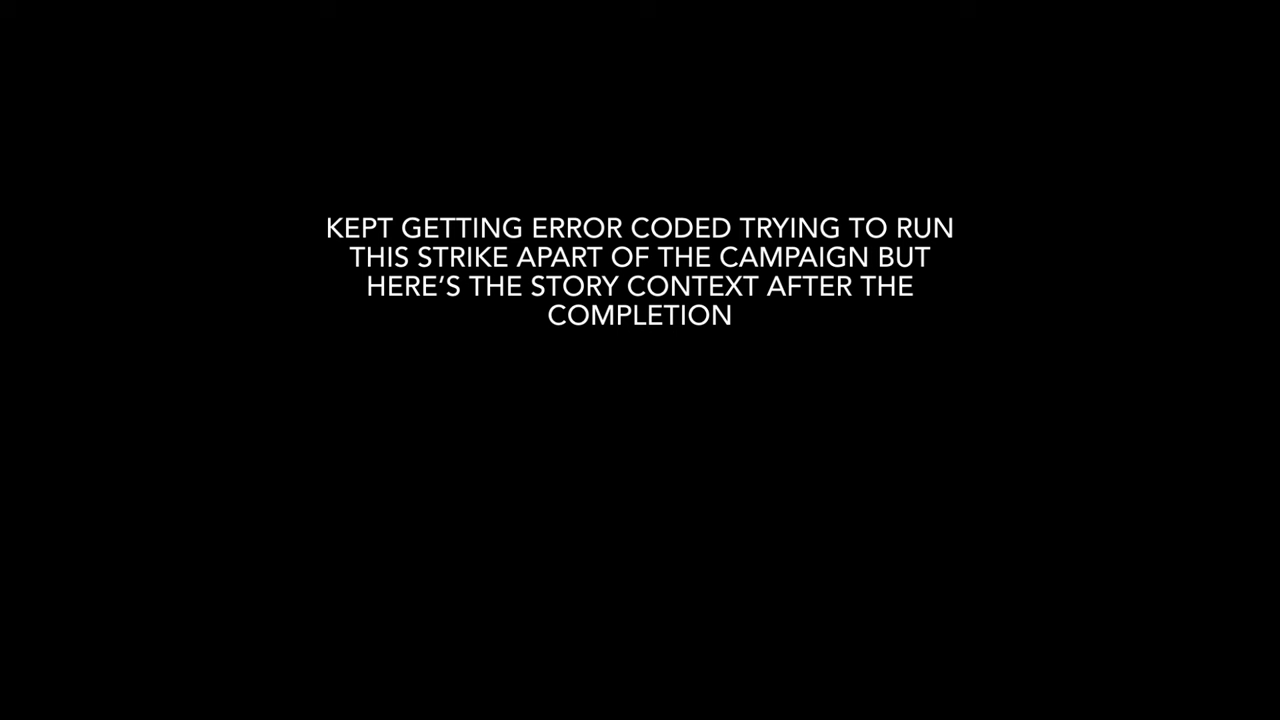 KEPT GETTING ERROR CODED TRYING TO RUN
THIS STRIKE APART OF THE CAMPAIGN BUT
HERE’S THE STORY CONTEXT AFTER THE
COMPLETION